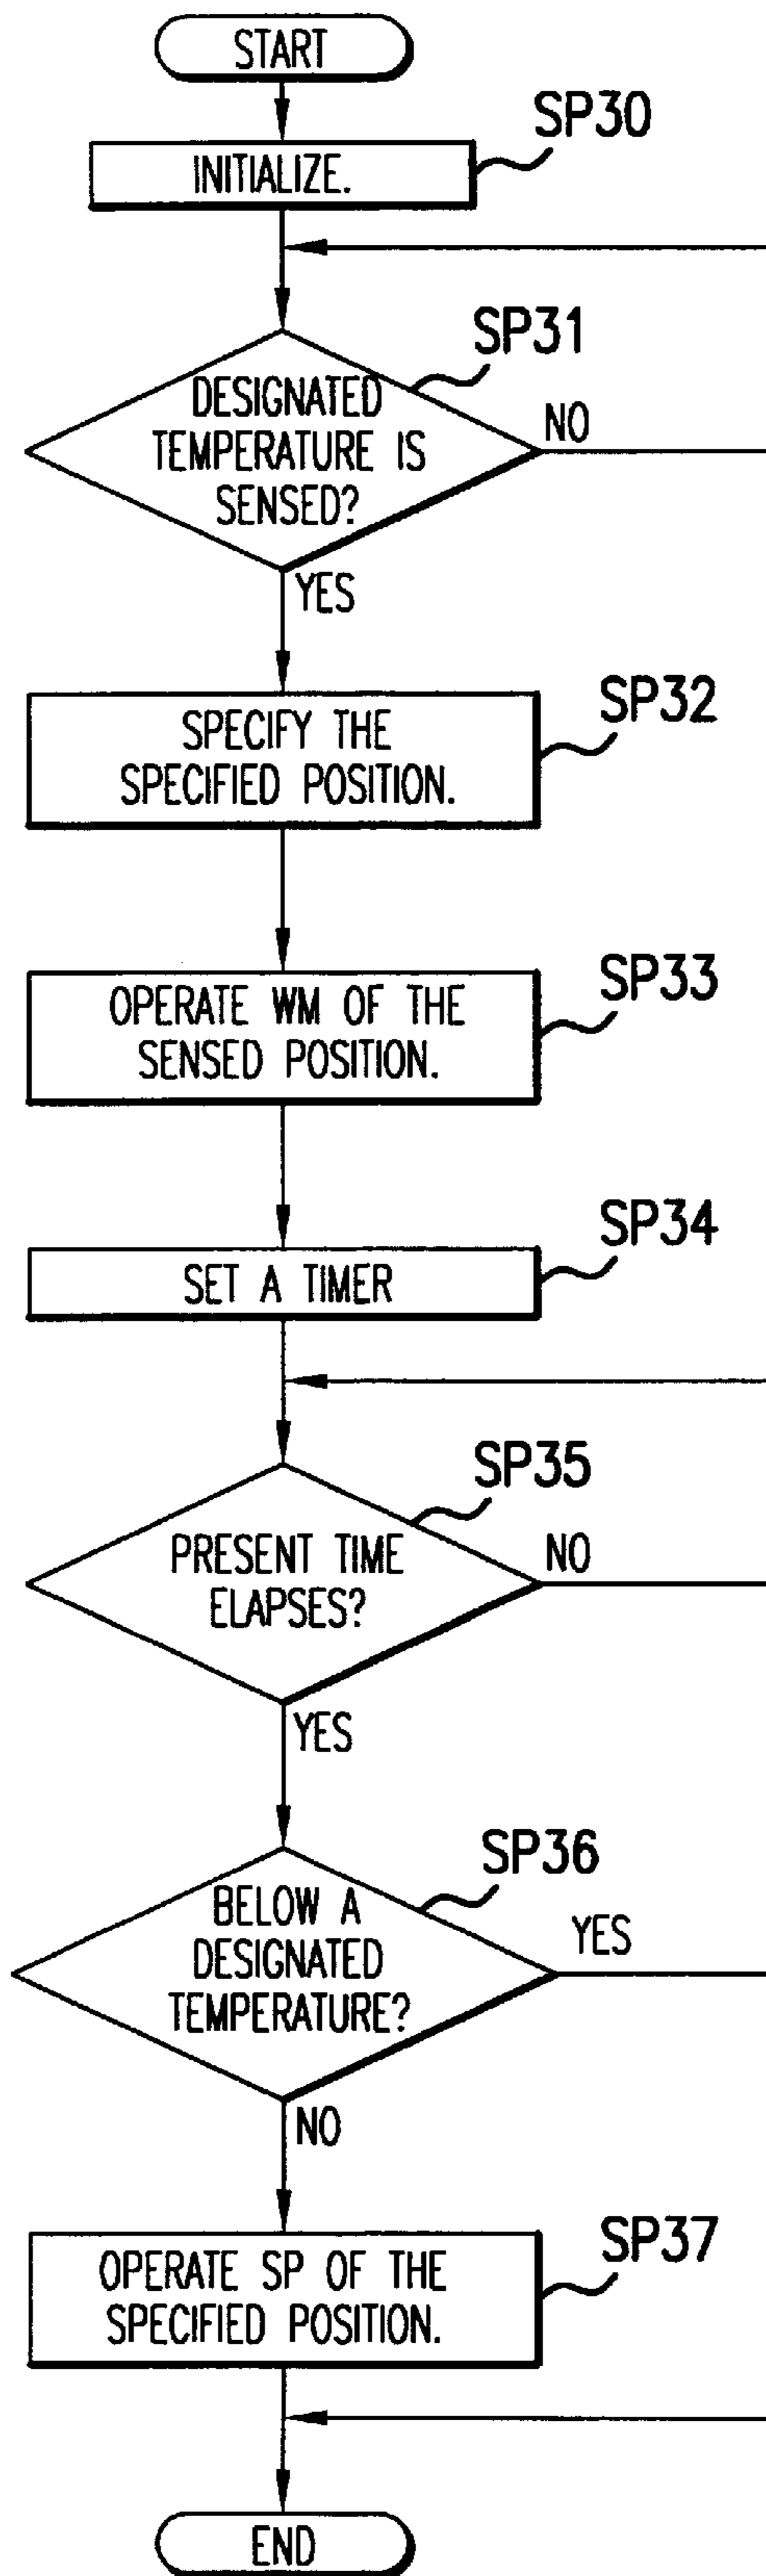 START
SP30
INITIALIZE.
SP31
DESIGNATED
TEMPERATURE IS
SENSED?
NO
YES
SP32
SPECIFY THE
SPECIFIED POSITION.
SP33
OPERATE WM OF THE
SENSED POSITION.
SP34
SET A TIMER
SP35
PRESENT TIME
ELAPSES?
NO
YES
SP36
BELOW A
DESIGNATED
TEMPERATURE?
YES
NO
SP37
OPERATE SP OF THE
SPECIFIED POSITION.
END